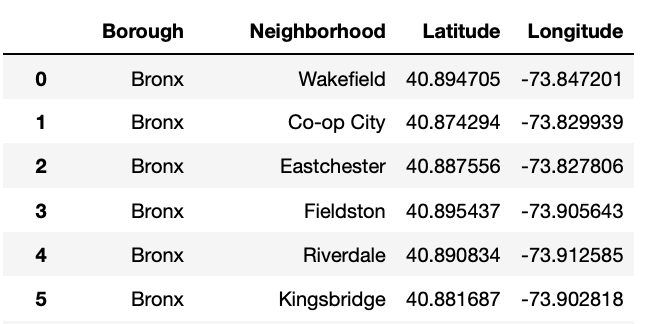 Borough Neighborhood Latitude Longitude
0 Bronx Wakefield 40.894705 -73.847201
1 Bronx Co-op City 40.874294 -73.829939
2 Bronx Eastchester 40.887556 -73.827806
3 Bronx Fieldston 40.895437 -73.905643
4 Bronx Riverdale 40.890834 -73.912585
5 Bronx Kingsbridge 40.881687 -73.902818